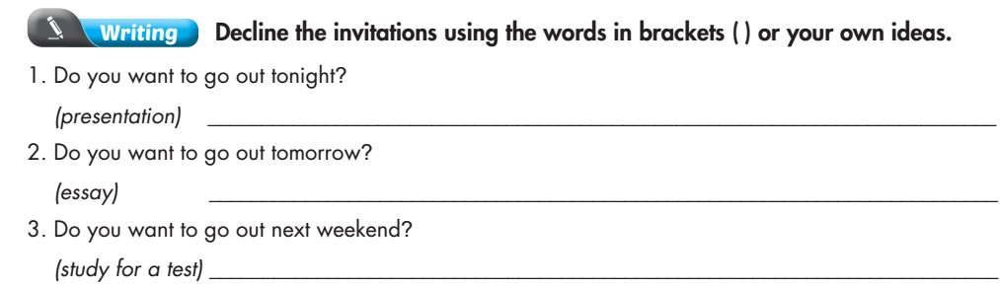 Writing Decline the invitations using the words in brackets ( ) or your own ideas.
1. Do you want to go out tonight?
(presentation)
2. Do you want to go out tomorrow?
(essay)
3. Do you want to go out next weekend?
(study for a test)